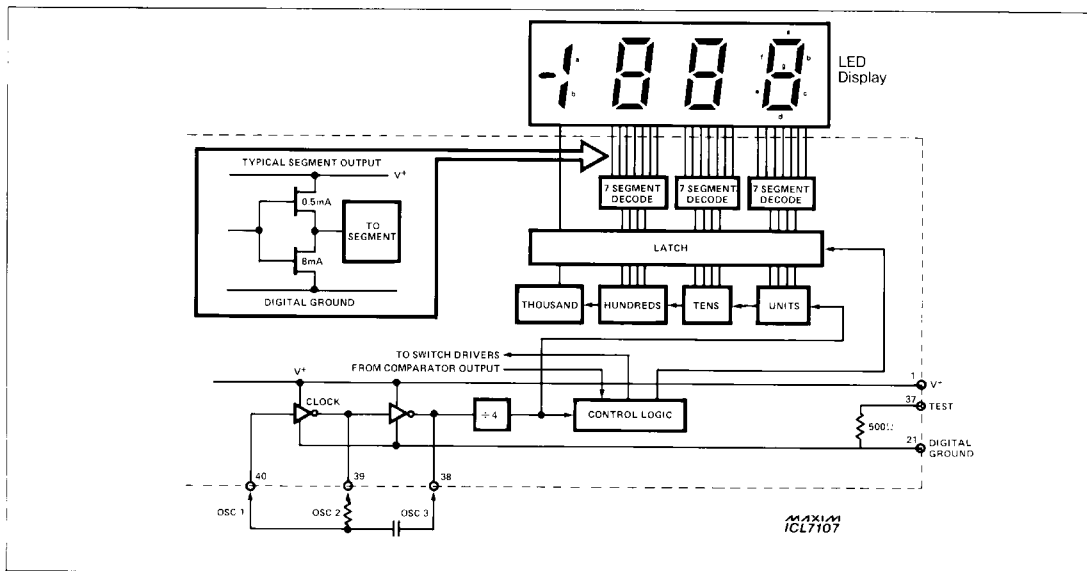 a
b
a
f
b
g
e
c
d
LED
Display
TYPICAL SEGMENT OUTPUT
V+
0.5mA
TO
SEGMENT
8mA
DIGITAL GROUND
7 SEGMENT
DECODE
7 SEGMENT
DECODE
7 SEGMENT
DECODE
LATCH
THOUSAND
HUNDREDS
TENS
UNITS
TO SWITCH DRIVERS
FROM COMPARATOR OUTPUT
V+
CLOCK
÷4
CONTROL LOGIC
1
V+
37
TEST
500Ω
21
DIGITAL
GROUND
40
39
38
OSC 1
OSC 2
OSC 3
MAXIM
ICL7107